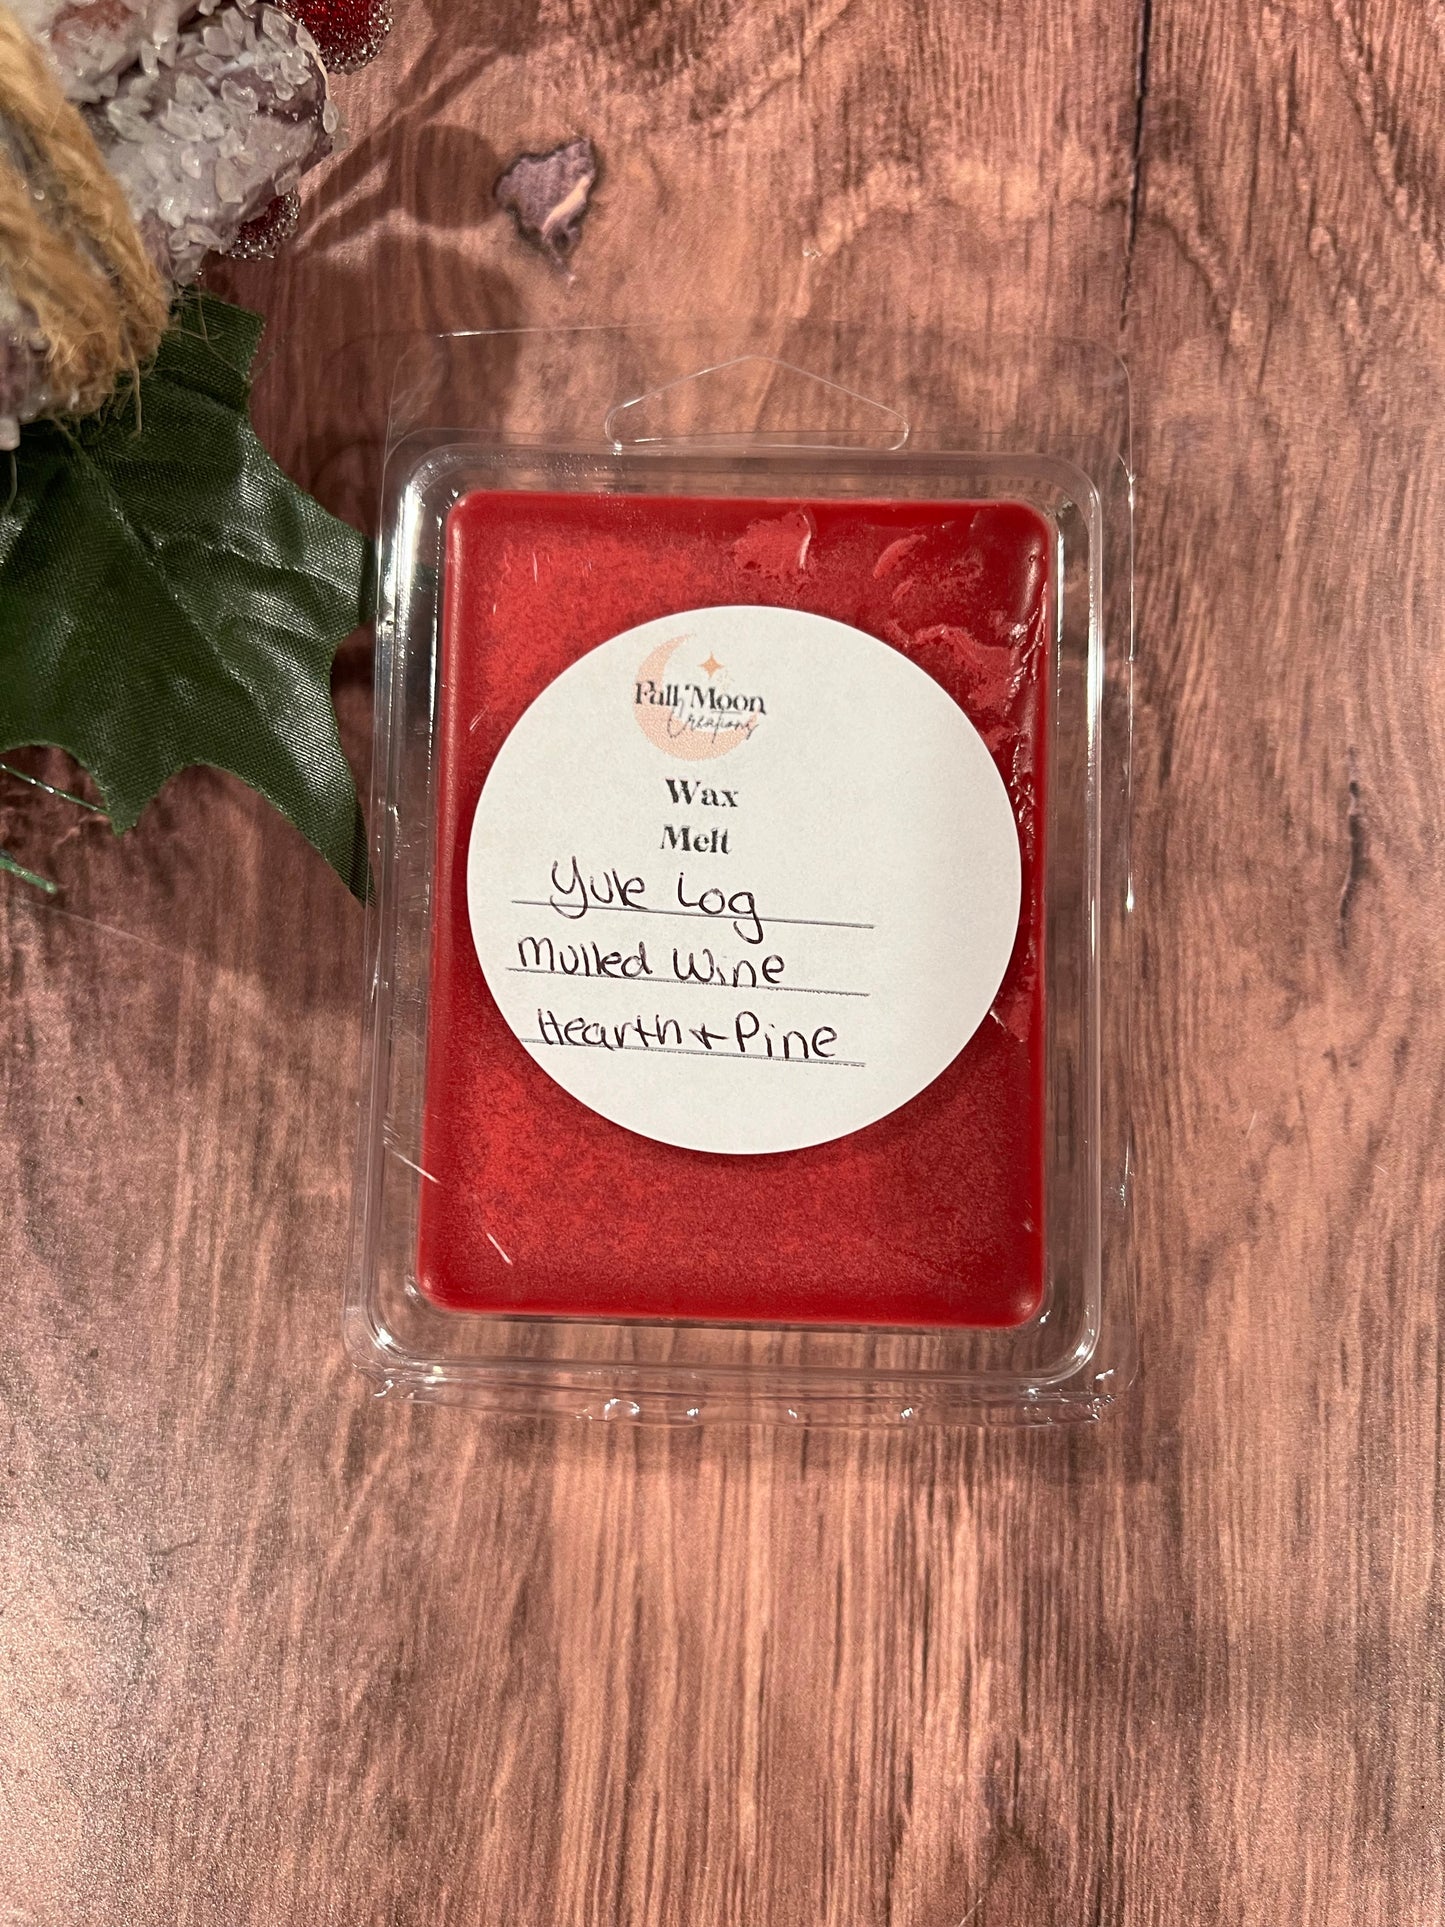 Full Moon
Creations
Wax
Melt
Yule Log
Mulled Wine
Hearth + Pine